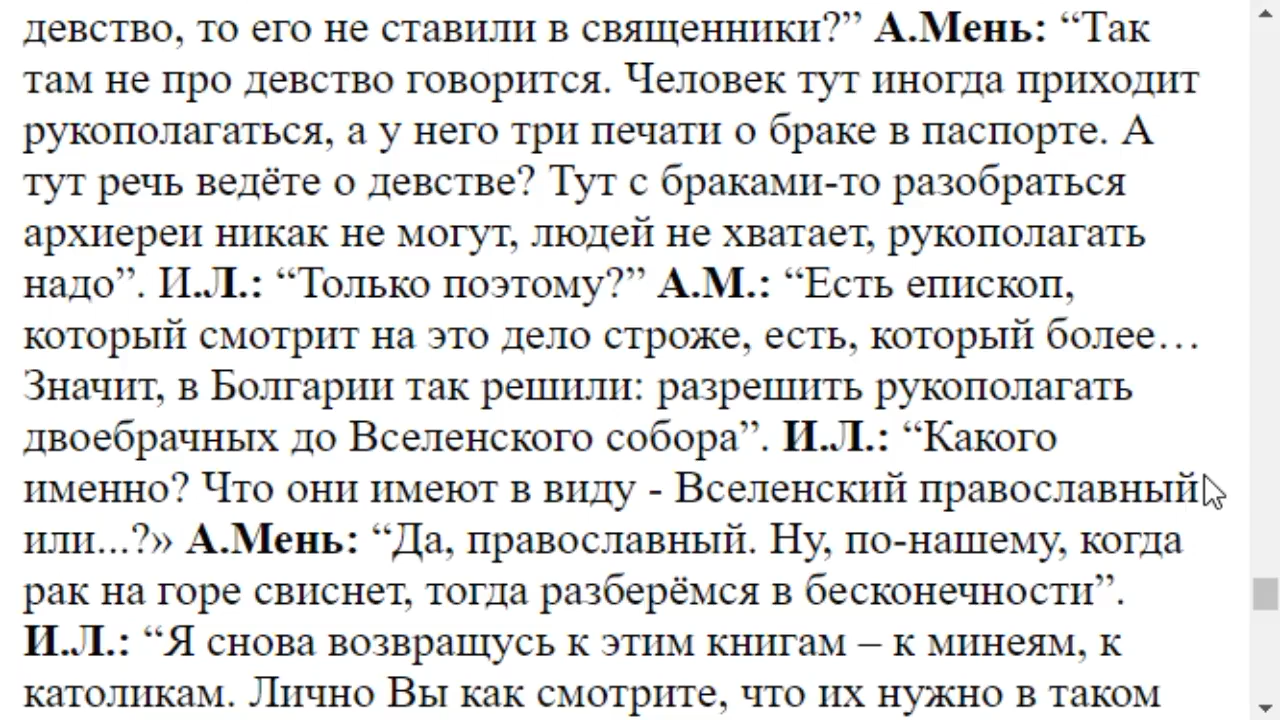 девство, то его не ставили в священники?” А.Мень: “Так
там не про девство говорится. Человек тут иногда приходит
рукополагаться, а у него три печати о браке в паспорте. А
тут речь ведёте о девстве? Тут с браками-то разобраться
архиереи никак не могут, людей не хватает, рукополагать
надо”. И.Л.: “Только поэтому?” А.М.: “Есть епископ,
который смотрит на это дело строже, есть, который более…
Значит, в Болгарии так решили: разрешить рукополагать
двоебрачных до Вселенского собора”. И.Л.: “Какого
именно? Что они имеют в виду - Вселенский православный
или...?» А.Мень: “Да, православный. Ну, по-нашему, когда
рак на горе свиснет, тогда разберёмся в бесконечности”.
И.Л.: “Я снова возвращусь к этим книгам – к минеям, к
католикам. Лично Вы как смотрите, что их нужно в таком